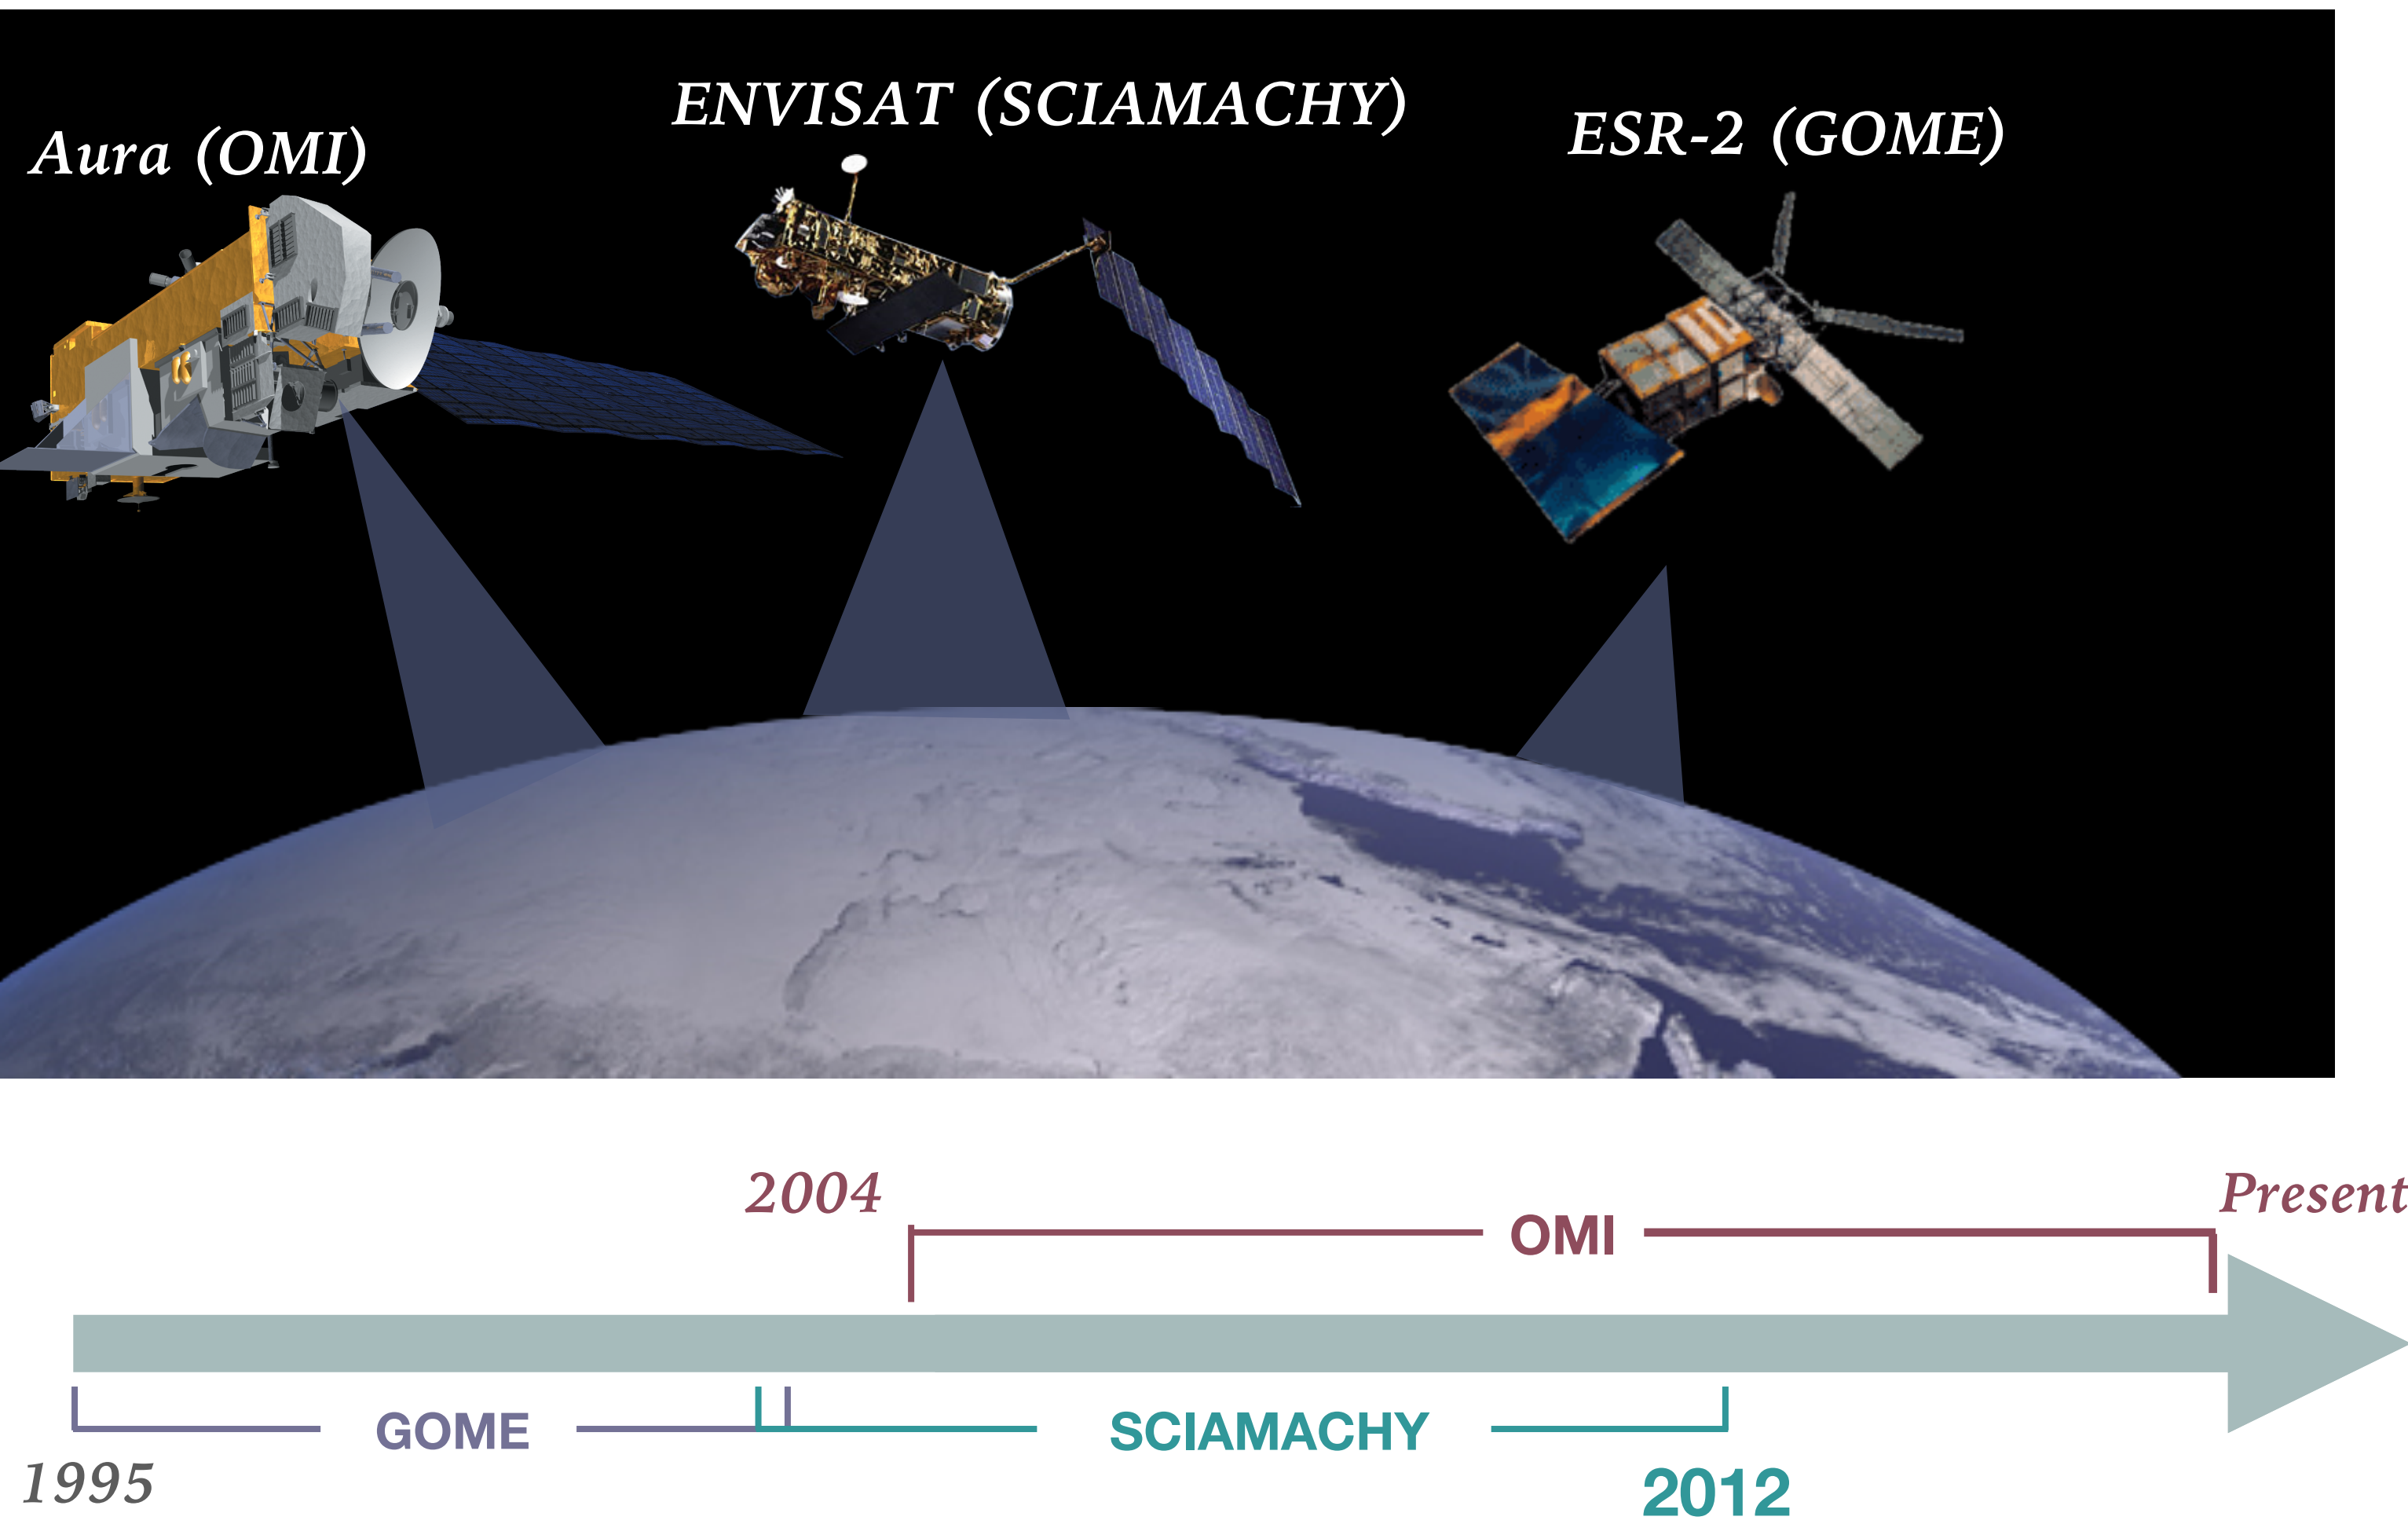 Aura (OMI)
ENVISAT (SCIAMACHY)
ESR-2 (GOME)
2004
Present
OMI
GOME
SCIAMACHY
1995
2012